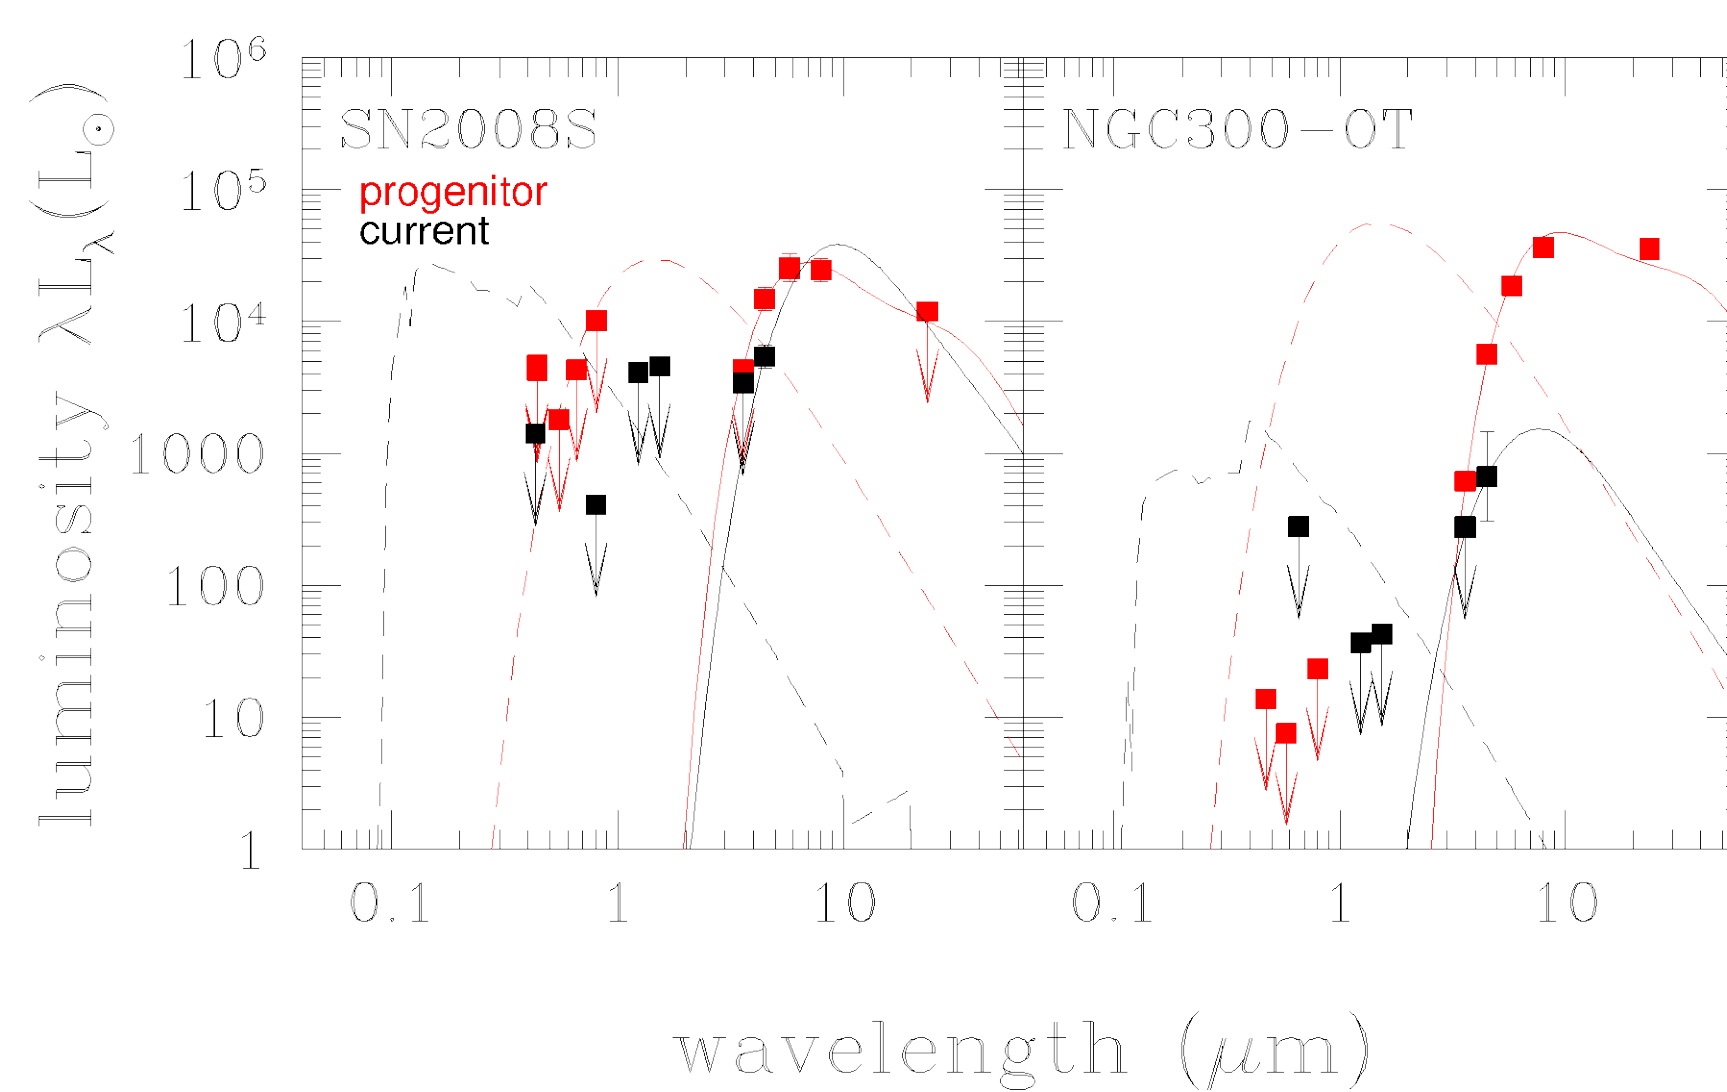 luminosity λL_λ(L_⊙)
10^6
10^5
10^4
1000
100
10
1
SN2008S
progenitor
current
NGC300-OT
0.1 1 10
0.1 1 10
wavelength (μm)